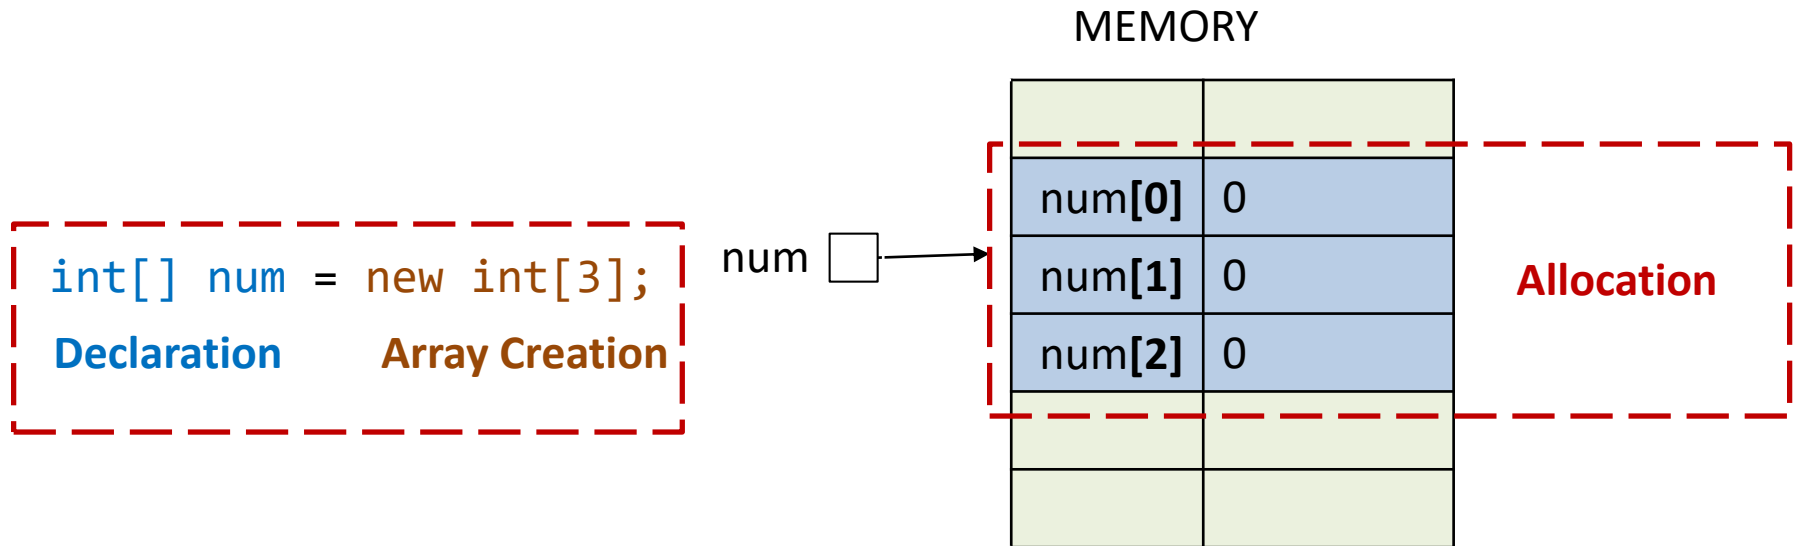 MEMORY
int[] num = new int[3];
Declaration Array Creation
num
num[0] 0
num[1] 0
num[2] 0
Allocation